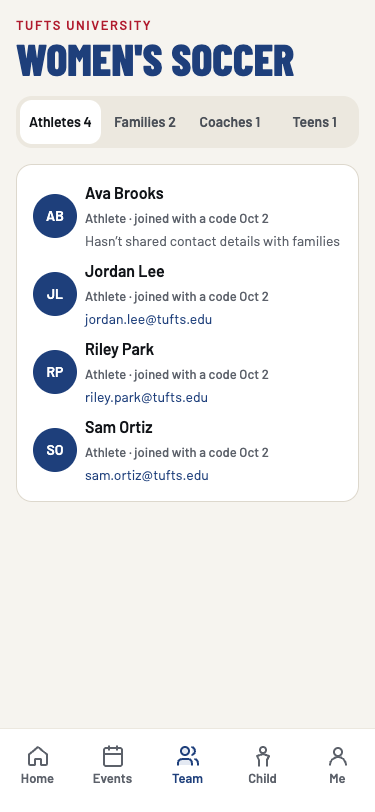 TUFTS UNIVERSITY
WOMEN'S SOCCER
Athletes 4 Families 2 Coaches 1 Teens 1
AB
Ava Brooks
Athlete · joined with a code Oct 2
Hasn’t shared contact details with families
JL
Jordan Lee
Athlete · joined with a code Oct 2
jordan.lee@tufts.edu
RP
Riley Park
Athlete · joined with a code Oct 2
riley.park@tufts.edu
SO
Sam Ortiz
Athlete · joined with a code Oct 2
sam.ortiz@tufts.edu
Home Events Team Child Me